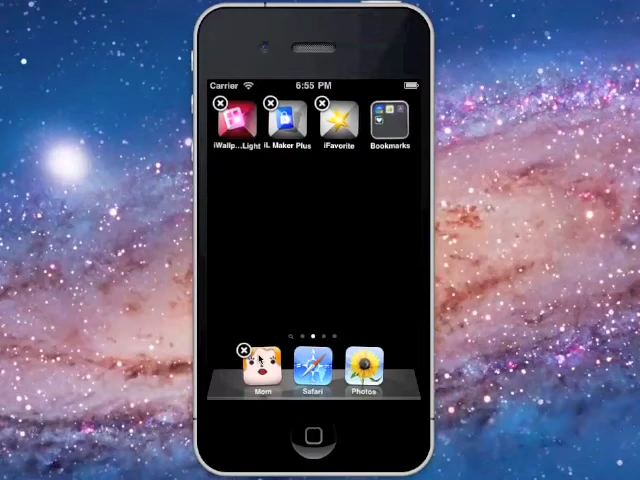 Carrier 6:55 PM
iWallp...Light iL Maker Plus iFavorite Bookmarks
Mom Safari Photos